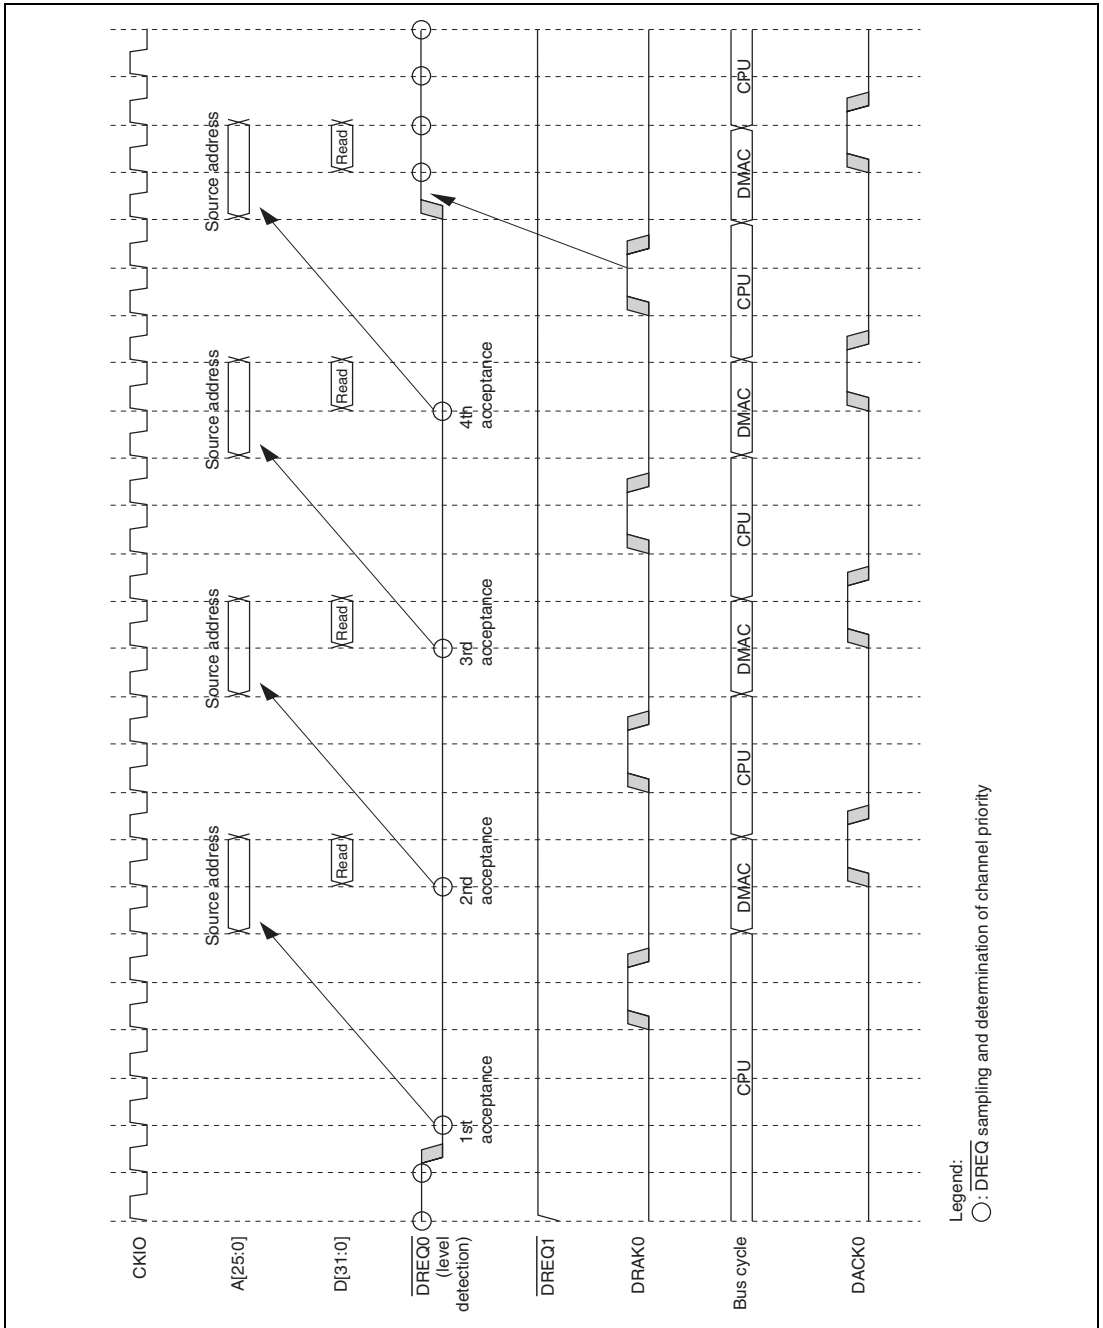 CKIO
A[25:0]
Source address
Source address
Source address
Source address
D[31:0]
Read
Read
Read
Read
DREQ0
(level
detection)
1st
acceptance
2nd
acceptance
3rd
acceptance
4th
acceptance
DREQ1
DRAK0
Bus cycle
CPU
DMAC
CPU
DMAC
CPU
DMAC
CPU
DMAC
CPU
DACK0
Legend:
: DREQ sampling and determination of channel priority